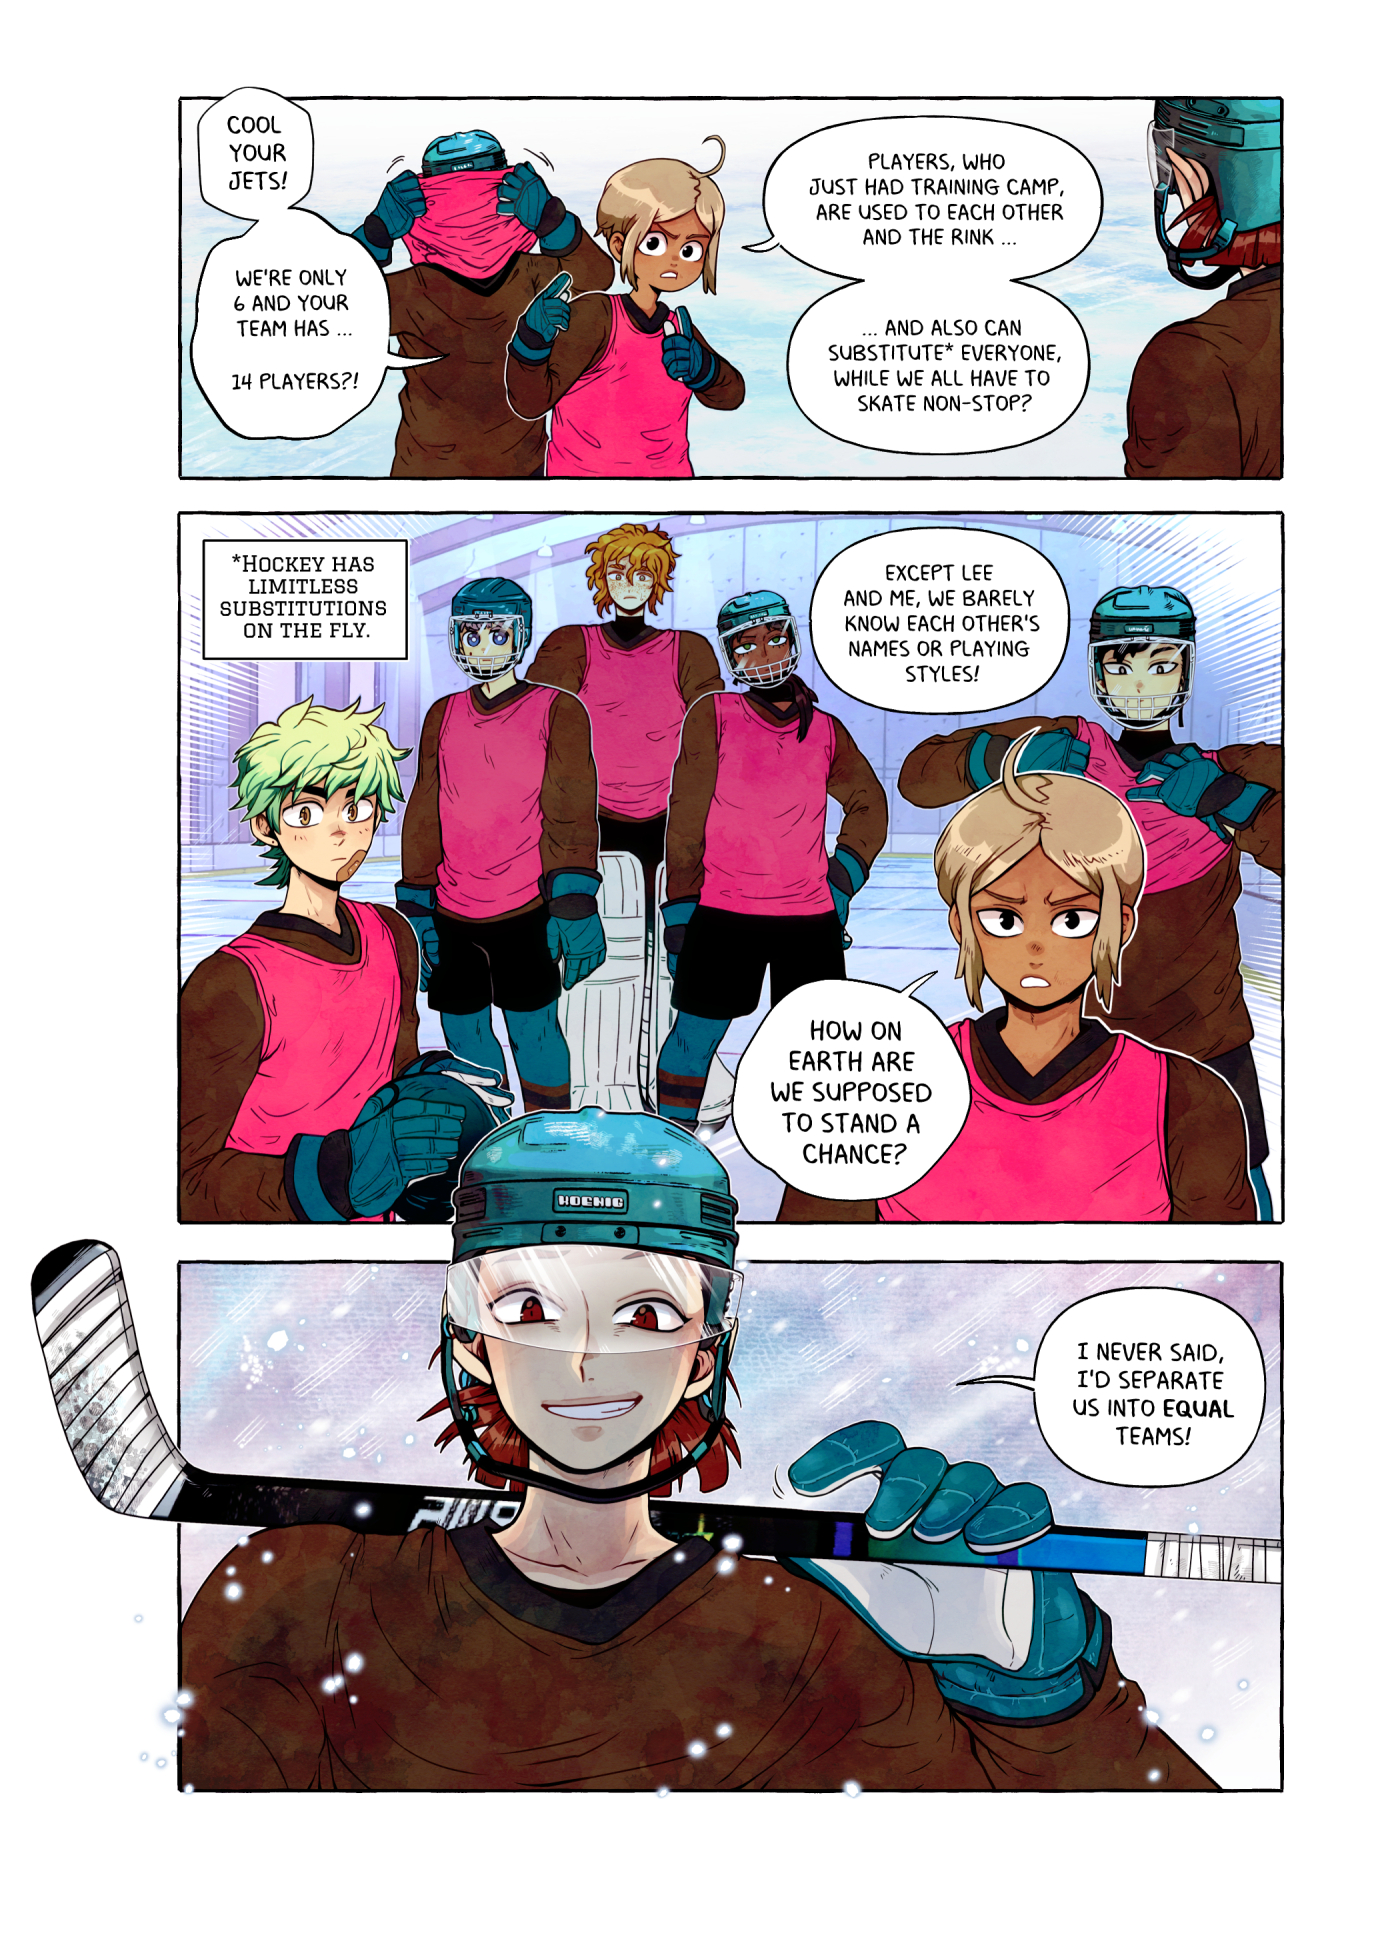 COOL
YOUR
JETS!
WE'RE ONLY
6 AND YOUR
TEAM HAS ...
14 PLAYERS?!
PLAYERS, WHO
JUST HAD TRAINING CAMP,
ARE USED TO EACH OTHER
AND THE RINK ...
... AND ALSO CAN
SUBSTITUTE* EVERYONE,
WHILE WE ALL HAVE TO
SKATE NON-STOP?
*HOCKEY HAS
LIMITLESS
SUBSTITUTIONS
ON THE FLY.
EXCEPT LEE
AND ME, WE BARELY
KNOW EACH OTHER'S
NAMES OR PLAYING
STYLES!
HOW ON
EARTH ARE
WE SUPPOSED
TO STAND A
CHANCE?
KOENIG
I NEVER SAID,
I'D SEPARATE
US INTO EQUAL
TEAMS!